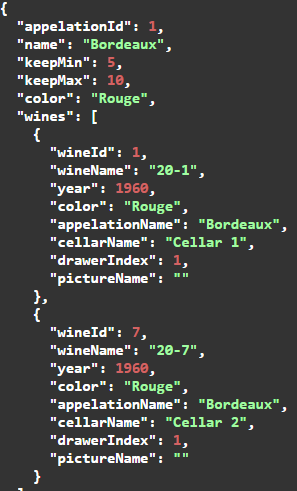 {
  "appelationId": 1,
  "name": "Bordeaux",
  "keepMin": 5,
  "keepMax": 10,
  "color": "Rouge",
  "wines": [
    {
      "wineId": 1,
      "wineName": "20-1",
      "year": 1960,
      "color": "Rouge",
      "appelationName": "Bordeaux",
      "cellarName": "Cellar 1",
      "drawerIndex": 1,
      "pictureName": ""
    },
    {
      "wineId": 7,
      "wineName": "20-7",
      "year": 1960,
      "color": "Rouge",
      "appelationName": "Bordeaux",
      "cellarName": "Cellar 2",
      "drawerIndex": 1,
      "pictureName": ""
    }